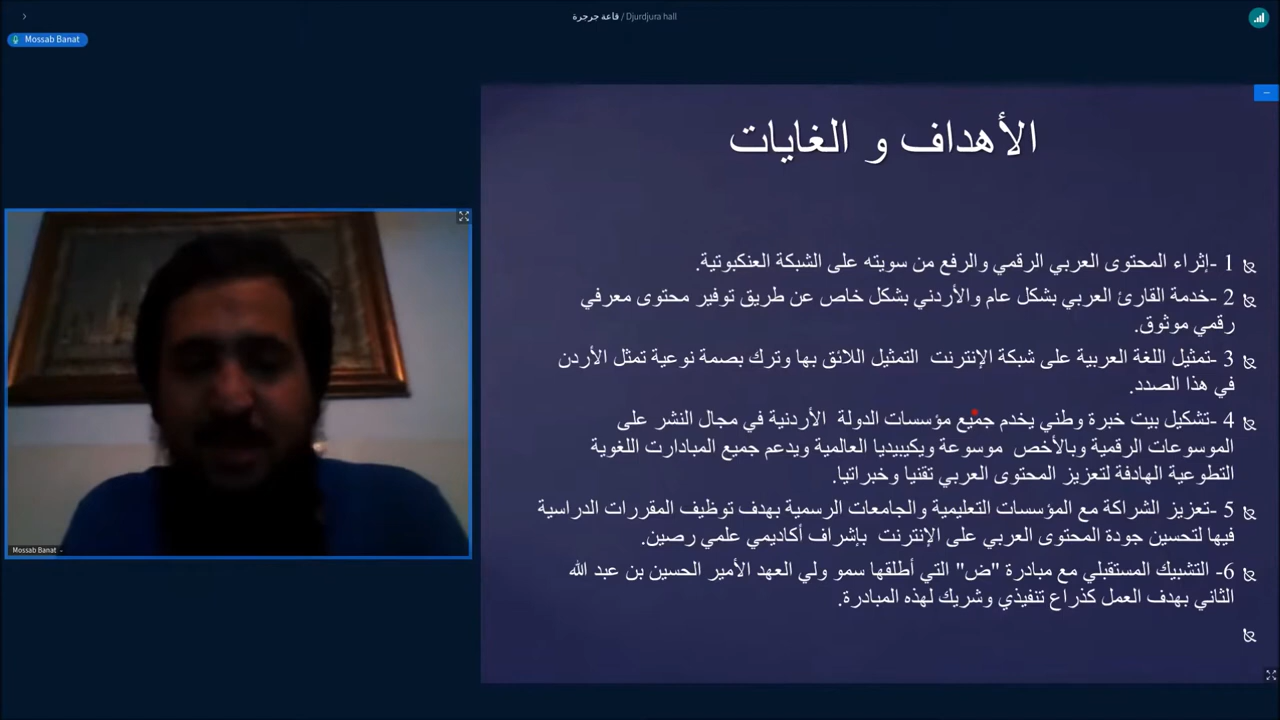 قاعة جرجرة / Djurdjura hall
Mossab Banat
الأهداف و الغايات
1 -إثراء المحتوى العربي الرقمي والرفع من سويته على الشبكة العنكبوتية.
2 -خدمة القارئ العربي بشكل عام والأردني بشكل خاص عن طريق توفير محتوى معرفي
رقمي موثوق.
3 -تمثيل اللغة العربية على شبكة الإنترنت التمثيل اللائق بها وترك بصمة نوعية تمثل الأردن
في هذا الصدد.
4 -تشكيل بيت خبرة وطني يخدم جميع مؤسسات الدولة الأردنية في مجال النشر على
الموسوعات الرقمية وبالأخص موسوعة ويكيبيديا العالمية ويدعم جميع المبادارت اللغوية
التطوعية الهادفة لتعزيز المحتوى العربي تقنيا وخبراتيا.
5 -تعزيز الشراكة مع المؤسسات التعليمية والجامعات الرسمية بهدف توظيف المقررات الدراسية
فيها لتحسين جودة المحتوى العربي على الإنترنت بإشراف أكاديمي علمي رصين.
6- التشبيك المستقبلي مع مبادرة "ض" التي أطلقها سمو ولي العهد الأمير الحسين بن عبد الله
الثاني بهدف العمل كذراع تنفيذي وشريك لهذه المبادرة.
Mossab Banat